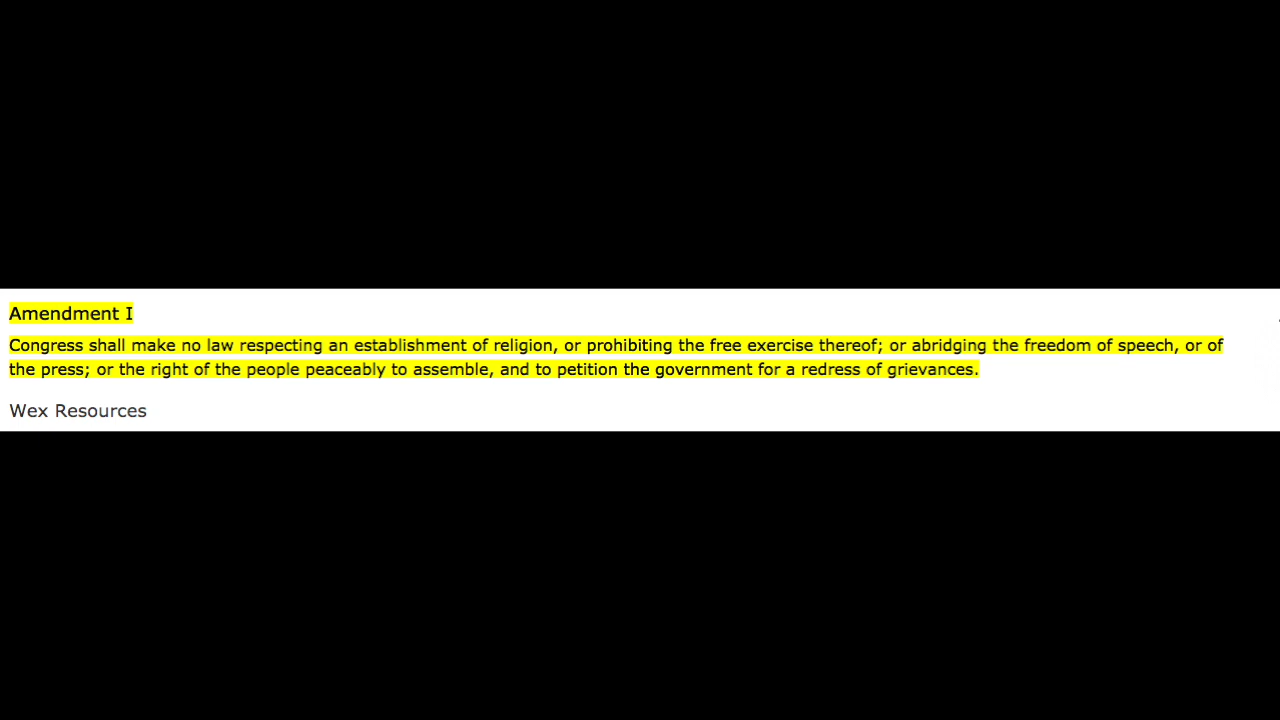 Amendment I
Congress shall make no law respecting an establishment of religion, or prohibiting the free exercise thereof; or abridging the freedom of speech, or of
the press; or the right of the people peaceably to assemble, and to petition the government for a redress of grievances.
Wex Resources